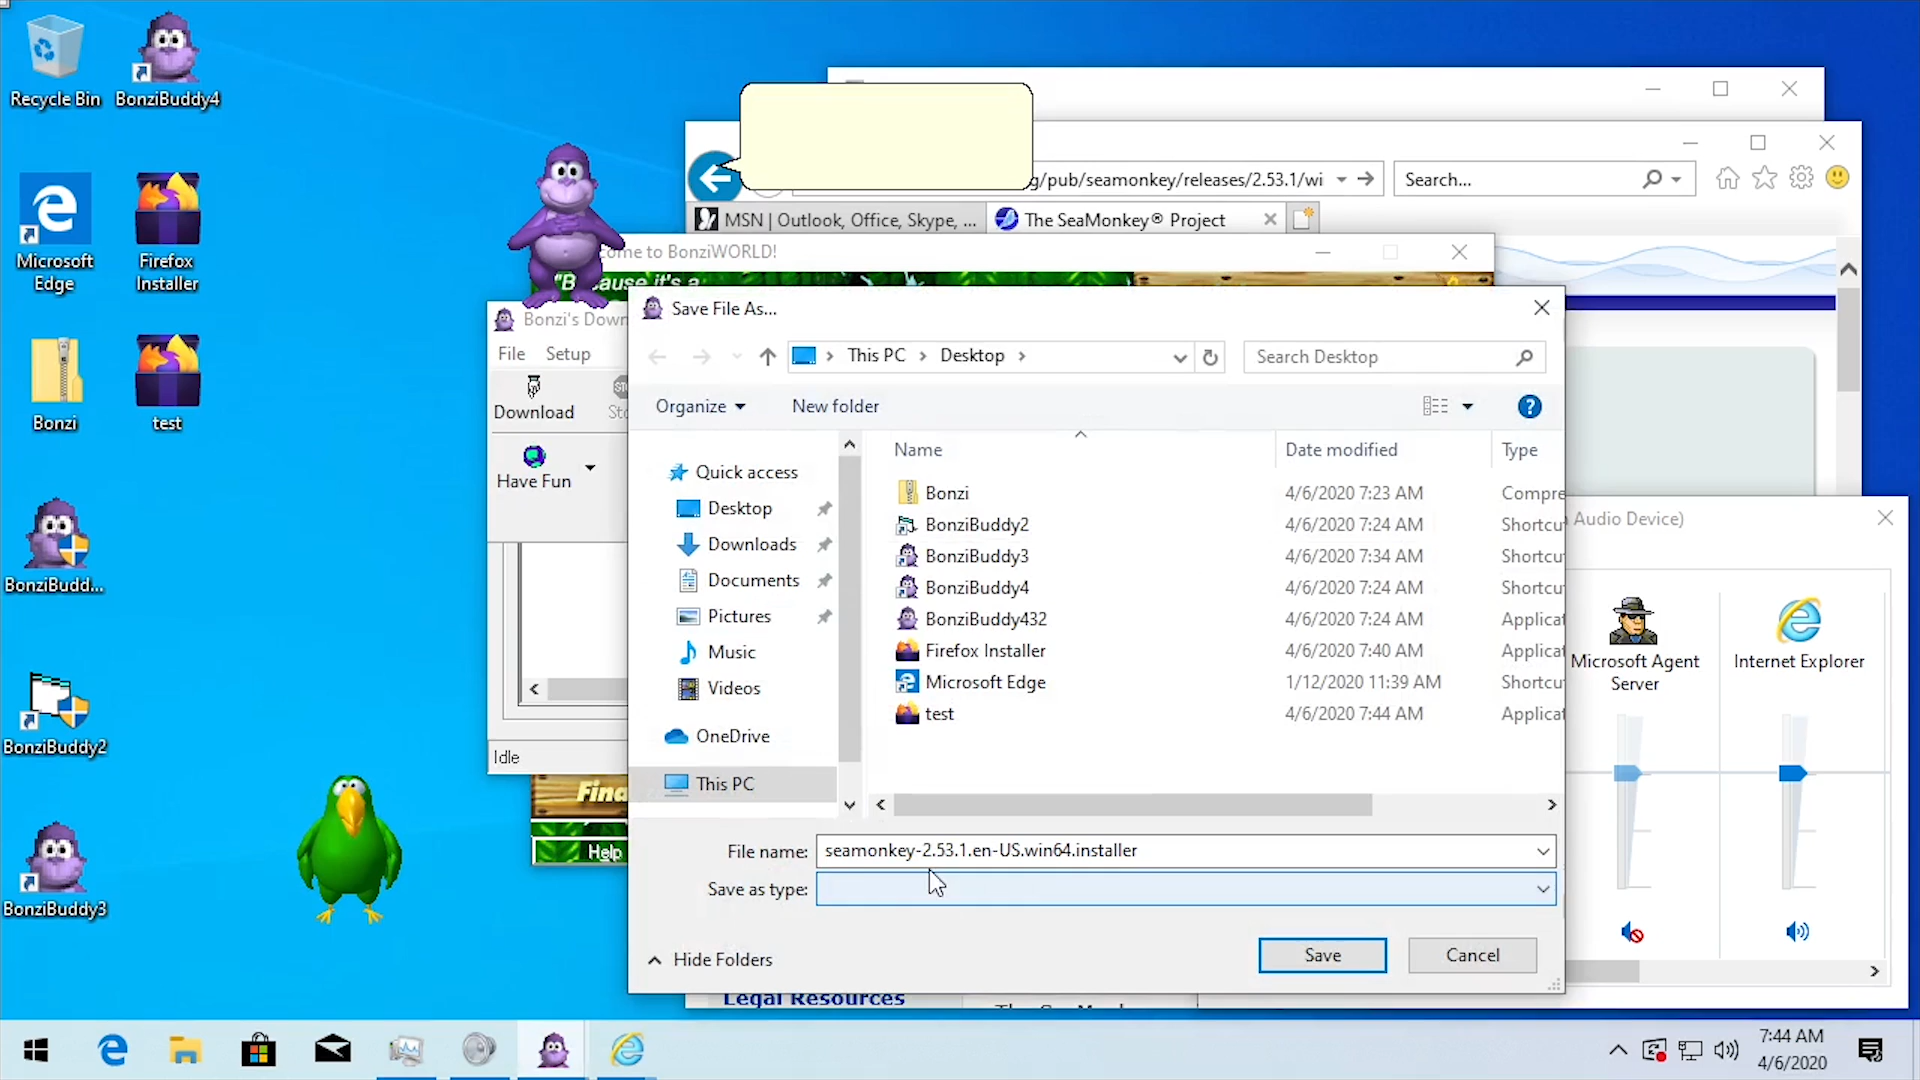 Recycle Bin
BonziBuddy4
Microsoft
Edge
Firefox
Installer
Bonzi
test
BonziBudd...
BonziBuddy2
BonziBuddy3
g/pub/seamonkey/releases/2.53.1/wi
Search...
MSN | Outlook, Office, Skype, ...
The SeaMonkey® Project
come to BonziWORLD!
Bonzi's Down
File
Setup
Download
Have Fun
Idle
Help
Save File As...
This PC
Desktop
Search Desktop
Organize
New folder
Name
Date modified
Type
Quick access
Desktop
Downloads
Documents
Pictures
Music
Videos
OneDrive
This PC
Bonzi 4/6/2020 7:23 AM Compre
BonziBuddy2 4/6/2020 7:24 AM Shortcu
BonziBuddy3 4/6/2020 7:34 AM Shortcu
BonziBuddy4 4/6/2020 7:24 AM Shortcu
BonziBuddy432 4/6/2020 7:24 AM Applicat
Firefox Installer 4/6/2020 7:40 AM Applicat
Microsoft Edge 1/12/2020 11:39 AM Shortcu
test 4/6/2020 7:44 AM Applicat
File name: seamonkey-2.53.1.en-US.win64.installer
Save as type:
Hide Folders
Save
Cancel
Audio Device)
Microsoft Agent
Server
Internet Explorer
Legal Resources
7:44 AM
4/6/2020